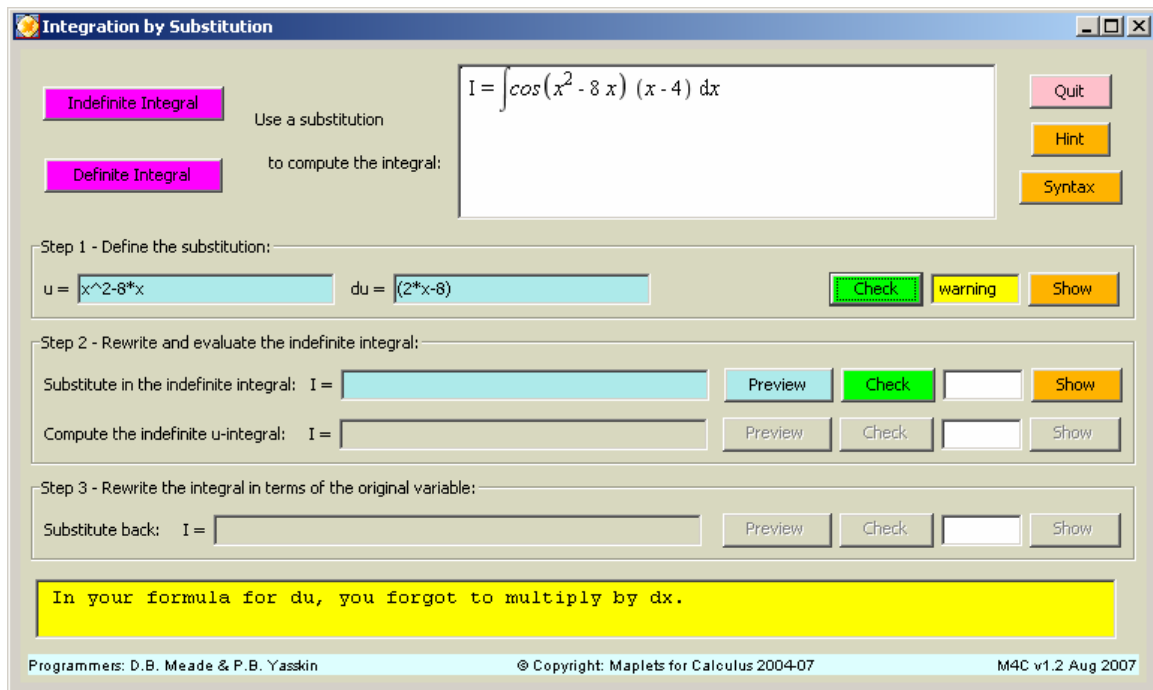 Integration by Substitution
Indefinite Integral
Definite Integral
Use a substitution
to compute the integral:
I = ∫cos(x² - 8 x) (x - 4) dx
Quit
Hint
Syntax
Step 1 - Define the substitution:
u = x^2-8*x du = (2*x-8) Check warning Show
Step 2 - Rewrite and evaluate the indefinite integral:
Substitute in the indefinite integral: I = Preview Check Show
Compute the indefinite u-integral: I = Preview Check Show
Step 3 - Rewrite the integral in terms of the original variable:
Substitute back: I = Preview Check Show
In your formula for du, you forgot to multiply by dx.
Programmers: D.B. Meade & P.B. Yasskin © Copyright: Maplets for Calculus 2004-07 M4C v1.2 Aug 2007